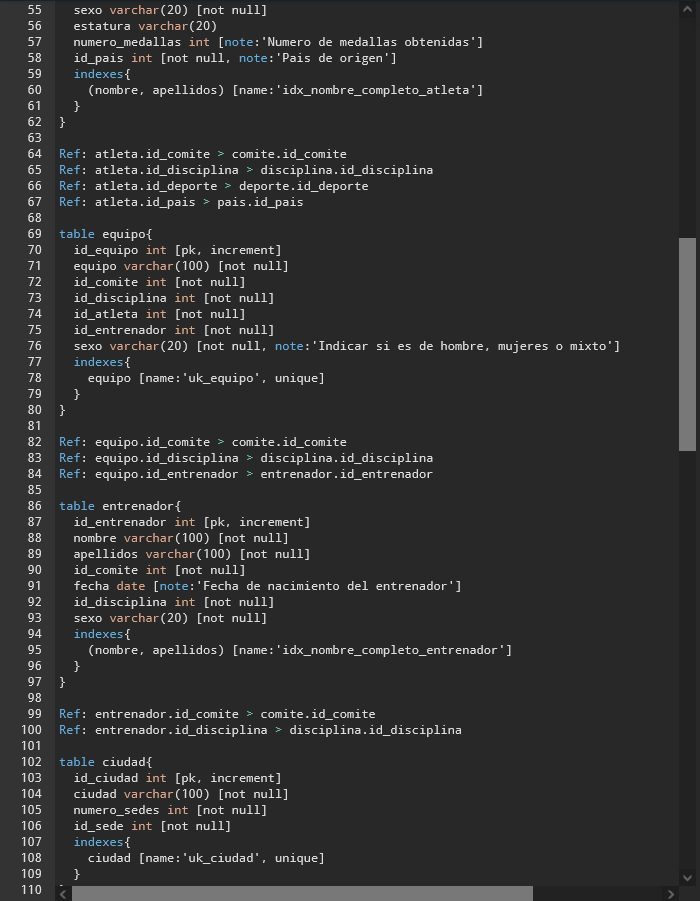 55 sexo varchar(20) [not null]
56 estatura varchar(20)
57 numero_medallas int [note:'Numero de medallas obtenidas']
58 id_pais int [not null, note:'Pais de origen']
59 indexes{
60 (nombre, apellidos) [name:'idx_nombre_completo_atleta']
61 }
62 }
63
64 Ref: atleta.id_comite > comite.id_comite
65 Ref: atleta.id_disciplina > disciplina.id_disciplina
66 Ref: atleta.id_deporte > deporte.id_deporte
67 Ref: atleta.id_pais > pais.id_pais
68
69 table equipo{
70 id_equipo int [pk, increment]
71 equipo varchar(100) [not null]
72 id_comite int [not null]
73 id_disciplina int [not null]
74 id_atleta int [not null]
75 id_entrenador int [not null]
76 sexo varchar(20) [not null, note:'Indicar si es de hombre, mujeres o mixto']
77 indexes{
78 equipo [name:'uk_equipo', unique]
79 }
80 }
81
82 Ref: equipo.id_comite > comite.id_comite
83 Ref: equipo.id_disciplina > disciplina.id_disciplina
84 Ref: equipo.id_entrenador > entrenador.id_entrenador
85
86 table entrenador{
87 id_entrenador int [pk, increment]
88 nombre varchar(100) [not null]
89 apellidos varchar(100) [not null]
90 id_comite int [not null]
91 fecha date [note:'Fecha de nacimiento del entrenador']
92 id_disciplina int [not null]
93 sexo varchar(20) [not null]
94 indexes{
95 (nombre, apellidos) [name:'idx_nombre_completo_entrenador']
96 }
97 }
98
99 Ref: entrenador.id_comite > comite.id_comite
100 Ref: entrenador.id_disciplina > disciplina.id_disciplina
101
102 table ciudad{
103 id_ciudad int [pk, increment]
104 ciudad varchar(100) [not null]
105 numero_sedes int [not null]
106 id_sede int [not null]
107 indexes{
108 ciudad [name:'uk_ciudad', unique]
109 }
110